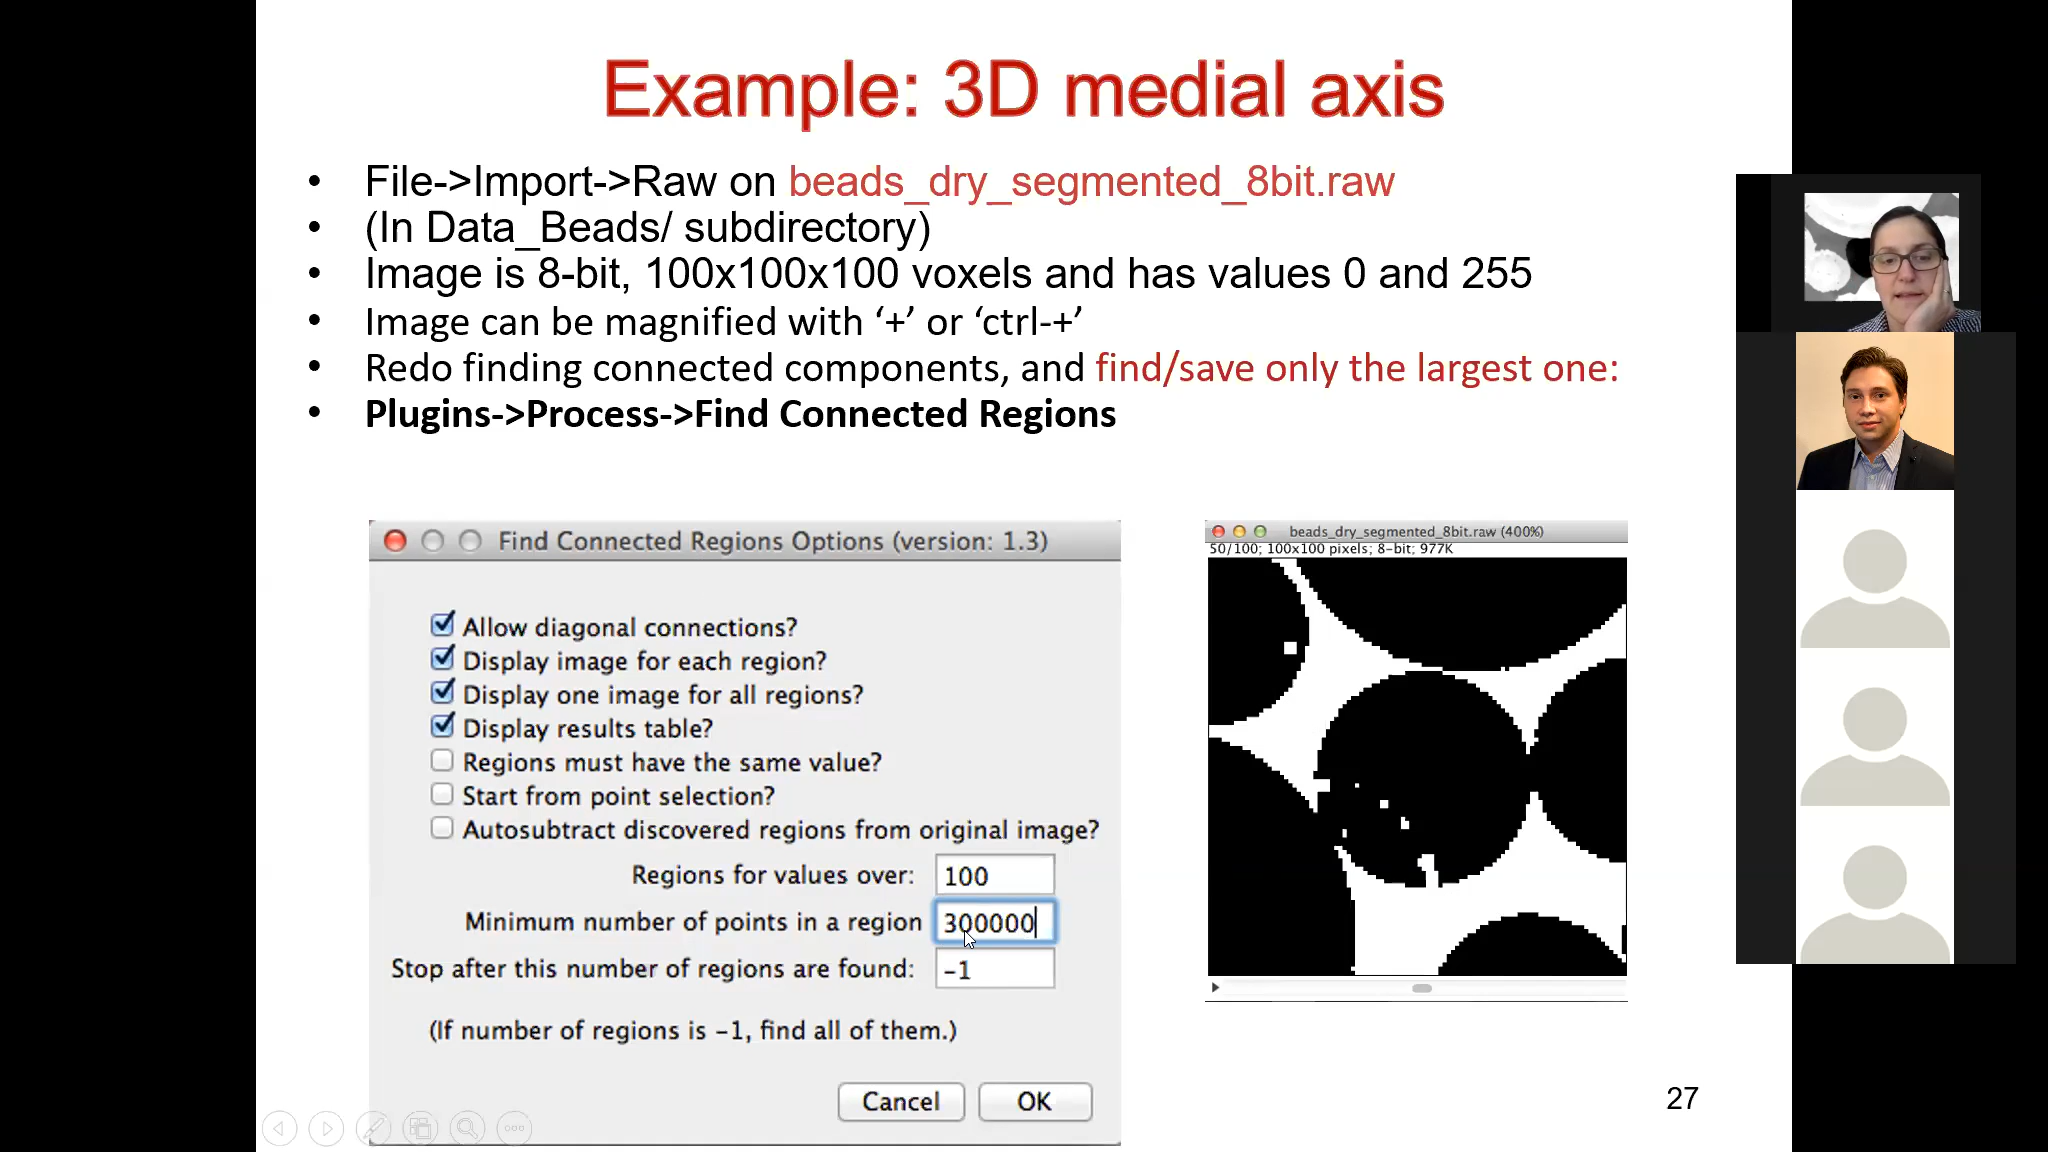 Example: 3D medial axis
• File->Import->Raw on beads_dry_segmented_8bit.raw
• (In Data_Beads/ subdirectory)
• Image is 8-bit, 100x100x100 voxels and has values 0 and 255
• Image can be magnified with ‘+’ or ‘ctrl-+’
• Redo finding connected components, and find/save only the largest one:
• Plugins->Process->Find Connected Regions
Find Connected Regions Options (version: 1.3)
Allow diagonal connections?
Display image for each region?
Display one image for all regions?
Display results table?
Regions must have the same value?
Start from point selection?
Autosubtract discovered regions from original image?
Regions for values over: 100
Minimum number of points in a region 300000
Stop after this number of regions are found: -1
(If number of regions is -1, find all of them.)
Cancel OK
beads_dry_segmented_8bit.raw (400%)
50/100; 100x100 pixels; 8-bit; 977K
27